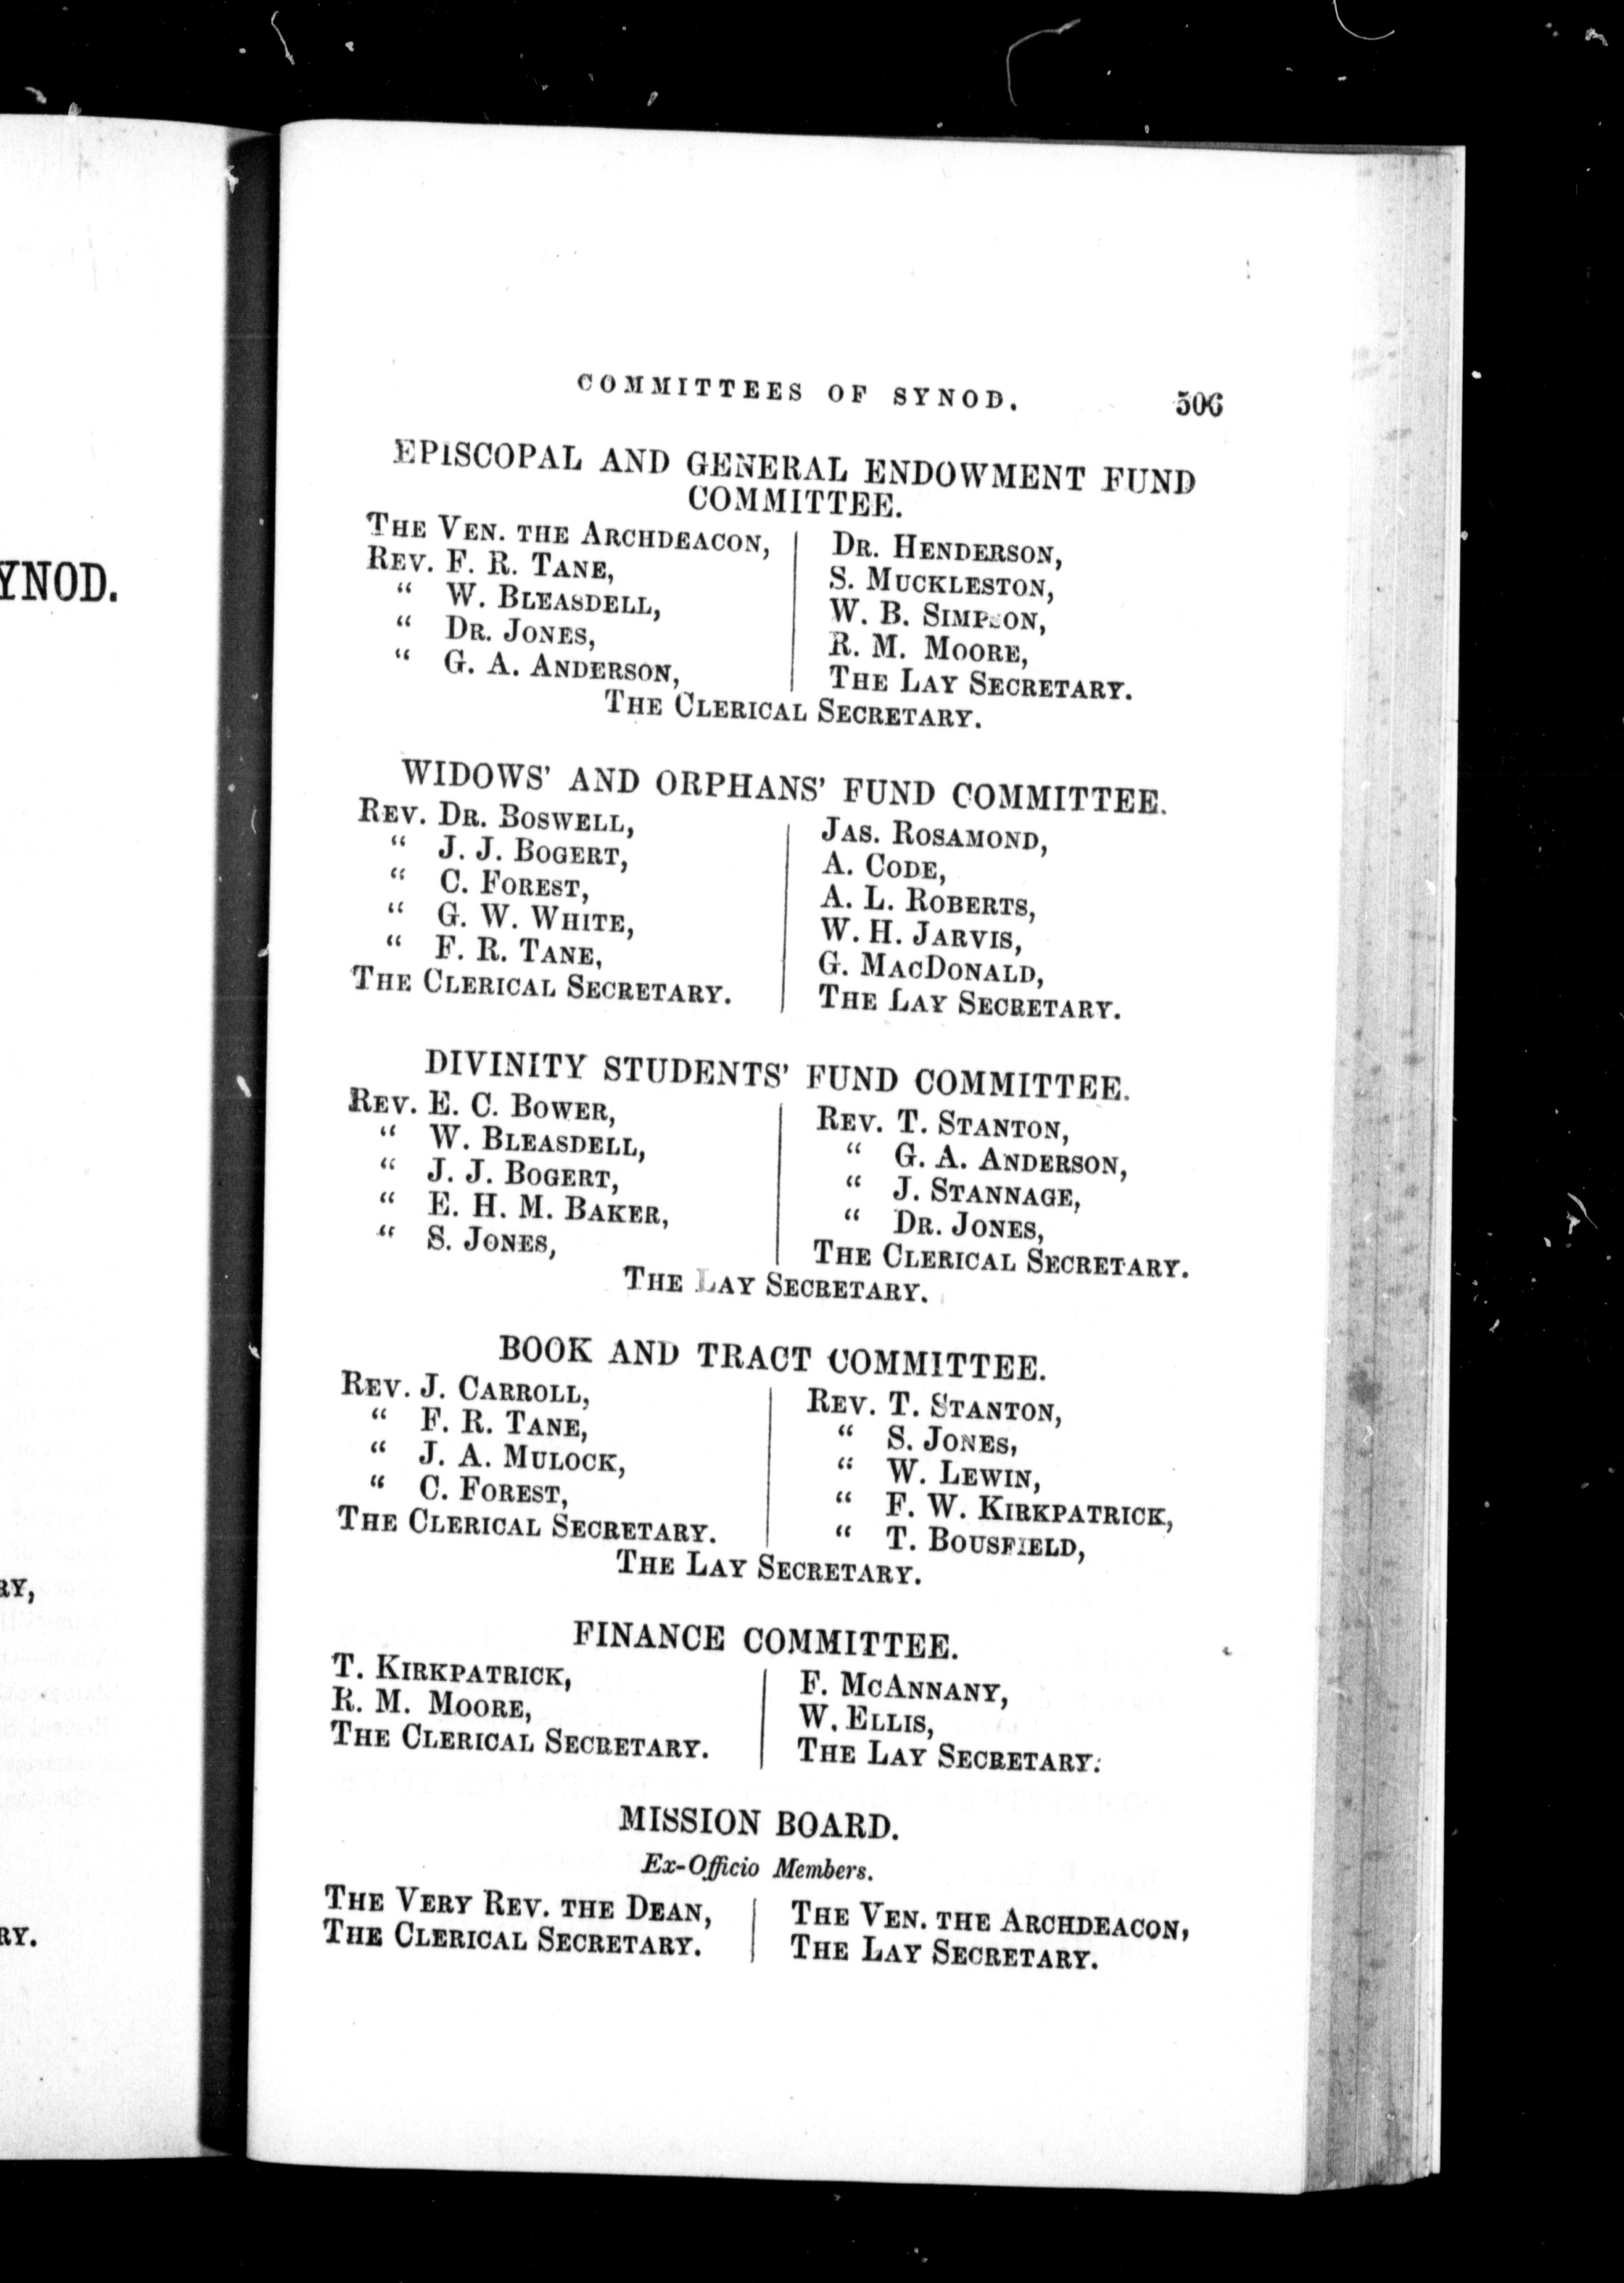 YNOD.
RY,
RY.
COMMITTEES OF SYNOD. 506
EPISCOPAL AND GENERAL ENDOWMENT FUND
COMMITTEE.
THE VEN. THE ARCHDEACON,
REV. F. R. TANE,
“ W. BLEASDELL,
“ DR. JONES,
“ G. A. ANDERSON,
DR. HENDERSON,
S. MUCKLESTON,
W. B. SIMPSON,
R. M. MOORE,
THE LAY SECRETARY.
THE CLERICAL SECRETARY.
WIDOWS' AND ORPHANS' FUND COMMITTEE.
REV. DR. BOSWELL,
“ J. J. BOGERT,
“ C. FOREST,
“ G. W. WHITE,
“ F. R. TANE,
THE CLERICAL SECRETARY.
JAS. ROSAMOND,
A. CODE,
A. L. ROBERTS,
W. H. JARVIS,
G. MACDONALD,
THE LAY SECRETARY.
DIVINITY STUDENTS' FUND COMMITTEE.
REV. E. C. BOWER,
“ W. BLEASDELL,
“ J. J. BOGERT,
“ E. H. M. BAKER,
“ S. JONES,
REV. T. STANTON,
“ G. A. ANDERSON,
“ J. STANNAGE,
“ DR. JONES,
THE CLERICAL SECRETARY.
THE LAY SECRETARY.
BOOK AND TRACT COMMITTEE.
REV. J. CARROLL,
“ F. R. TANE,
“ J. A. MULOCK,
“ C. FOREST,
THE CLERICAL SECRETARY.
REV. T. STANTON,
“ S. JONES,
“ W. LEWIN,
“ F. W. KIRKPATRICK,
“ T. BOUSFIELD,
THE LAY SECRETARY.
FINANCE COMMITTEE.
T. KIRKPATRICK,
R. M. MOORE,
THE CLERICAL SECRETARY.
F. MCANNANY,
W. ELLIS,
THE LAY SECRETARY.
MISSION BOARD.
Ex-Officio Members.
THE VERY REV. THE DEAN,
THE CLERICAL SECRETARY.
THE VEN. THE ARCHDEACON,
THE LAY SECRETARY.